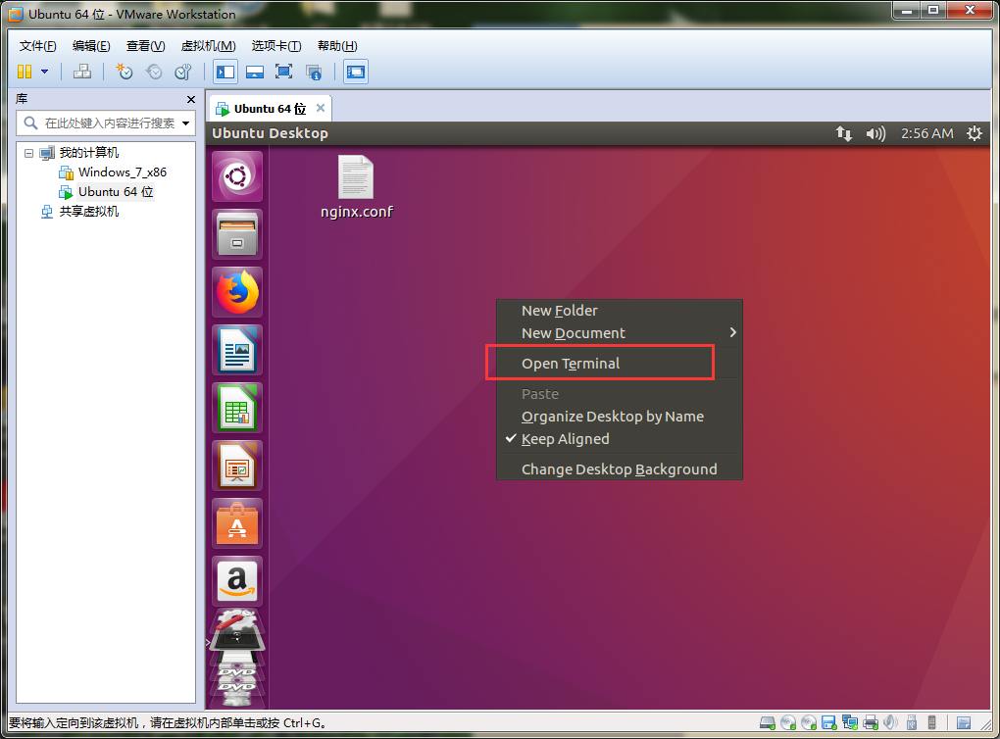 Ubuntu 64 位 - VMware Workstation
文件(F) 编辑(E) 查看(V) 虚拟机(M) 选项卡(T) 帮助(H)
库
在此处键入内容进行搜索
我的计算机
Windows_7_x86
Ubuntu 64 位
共享虚拟机
Ubuntu 64 位
Ubuntu Desktop 2:56 AM
nginx.conf
New Folder
New Document
Open Terminal
Paste
Organize Desktop by Name
Keep Aligned
Change Desktop Background
A
a
DVD
DVD
要将输入定向到该虚拟机，请在虚拟机内部单击或按 Ctrl+G。